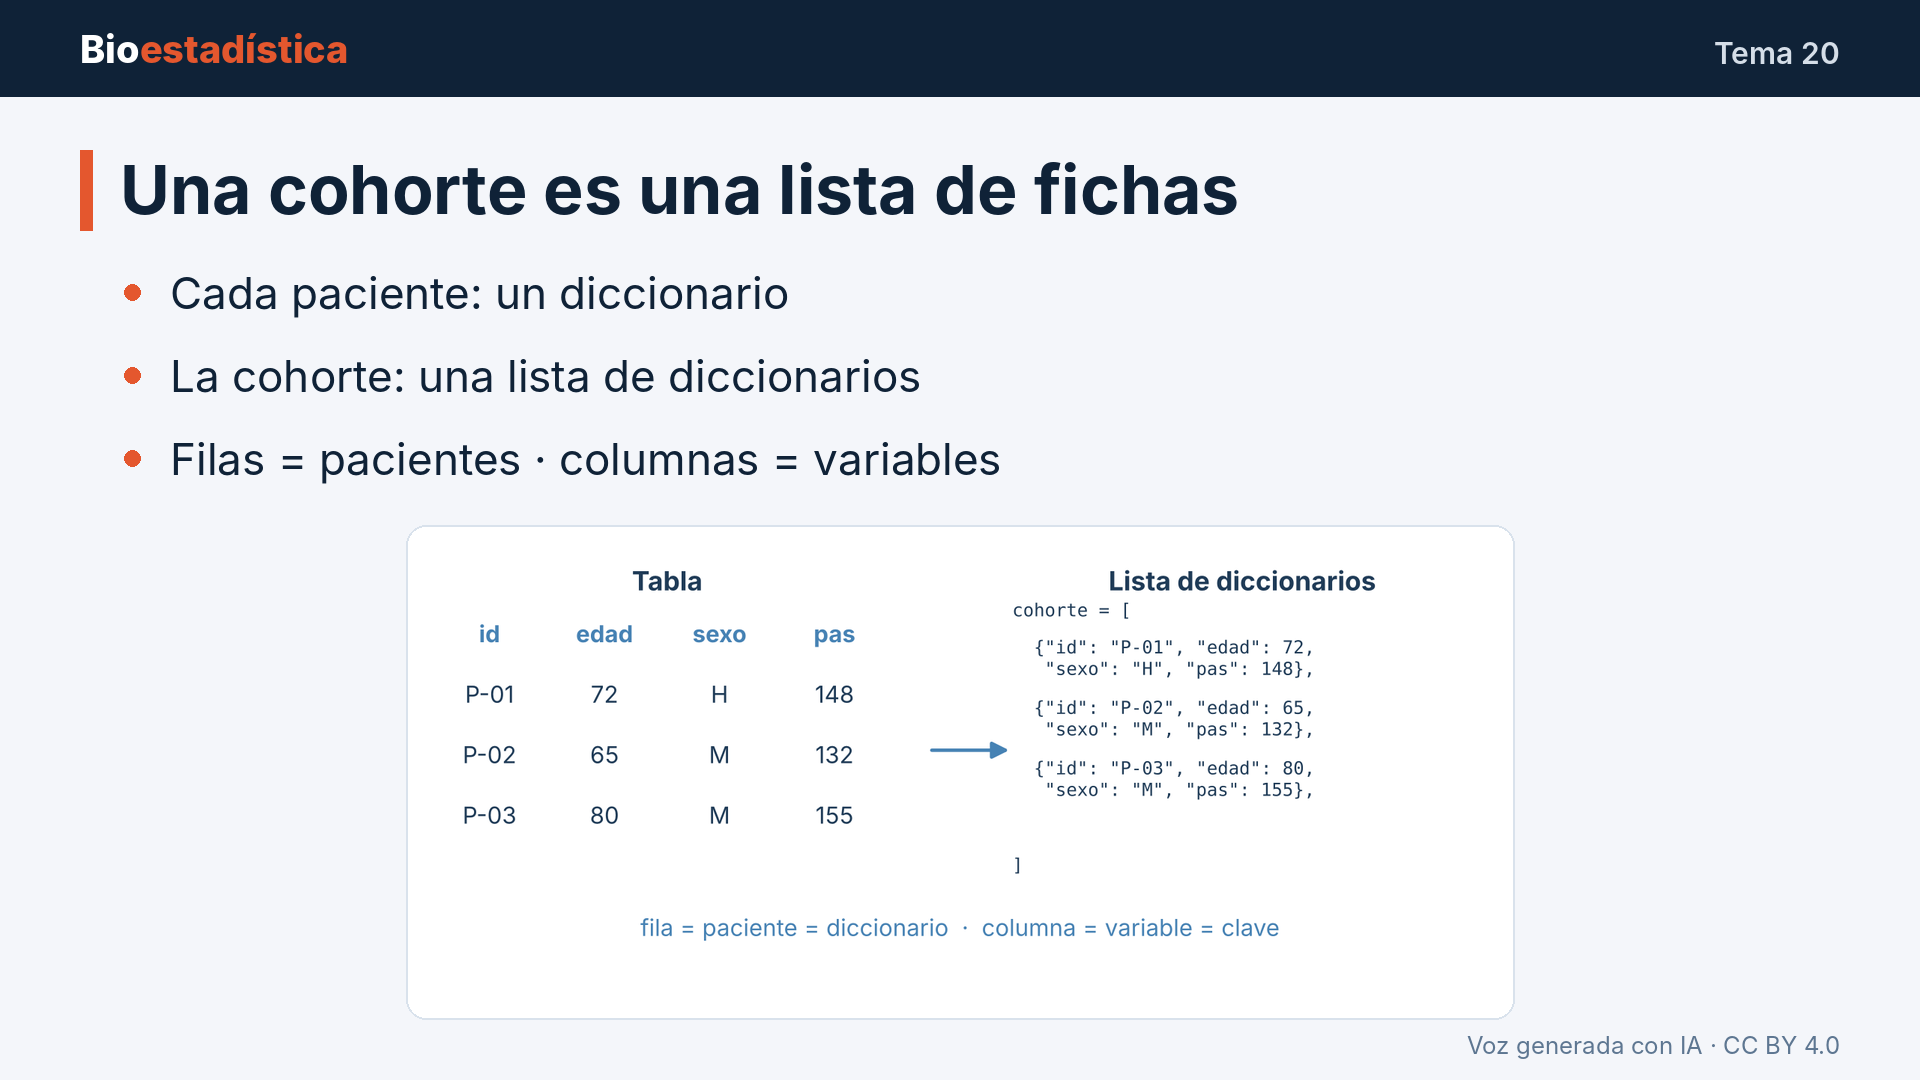 Bioestadística
Tema 20
Una cohorte es una lista de fichas
Cada paciente: un diccionario
La cohorte: una lista de diccionarios
Filas = pacientes · columnas = variables
Tabla
id edad sexo pas
P-01 72 H 148
P-02 65 M 132
P-03 80 M 155
Lista de diccionarios
cohorte = [
{"id": "P-01", "edad": 72,
"sexo": "H", "pas": 148},
{"id": "P-02", "edad": 65,
"sexo": "M", "pas": 132},
{"id": "P-03", "edad": 80,
"sexo": "M", "pas": 155},
]
fila = paciente = diccionario · columna = variable = clave
Voz generada con IA · CC BY 4.0